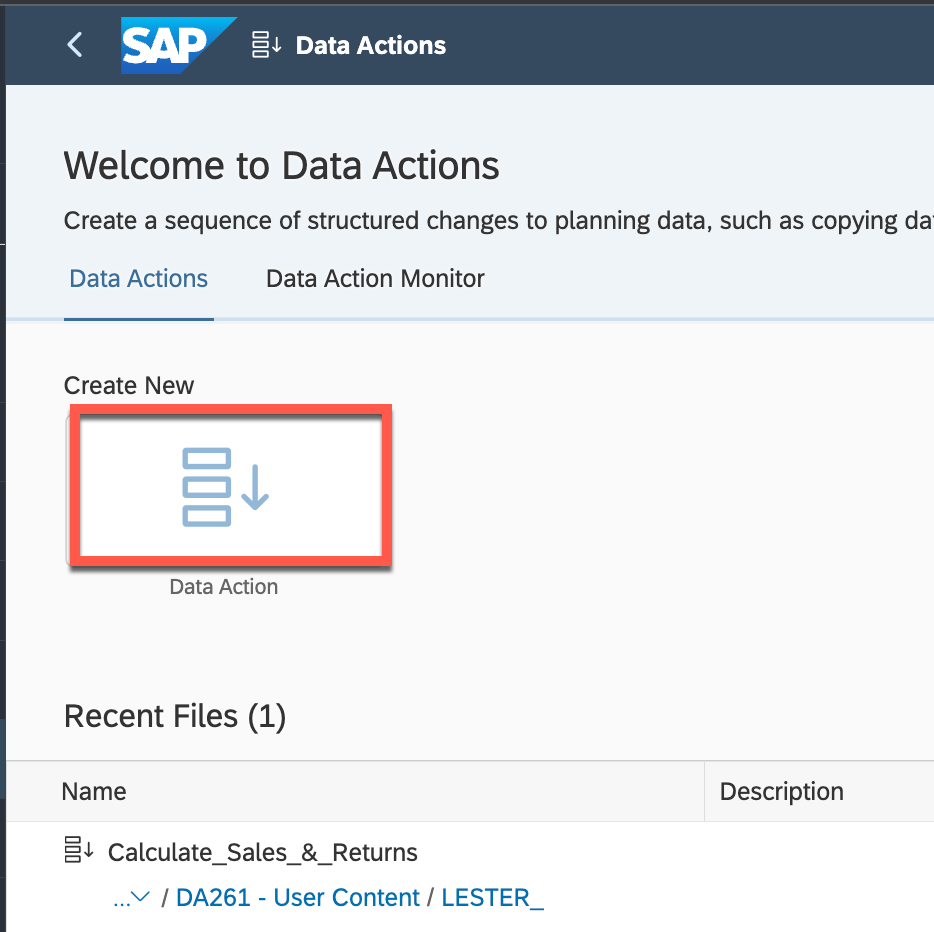 SAP Data Actions
Welcome to Data Actions
Create a sequence of structured changes to planning data, such as copying
Data Actions Data Action Monitor
Create New
Data Action
Recent Files (1)
Name Description
Calculate_Sales_&_Returns
... / DA261 - User Content / LESTER_